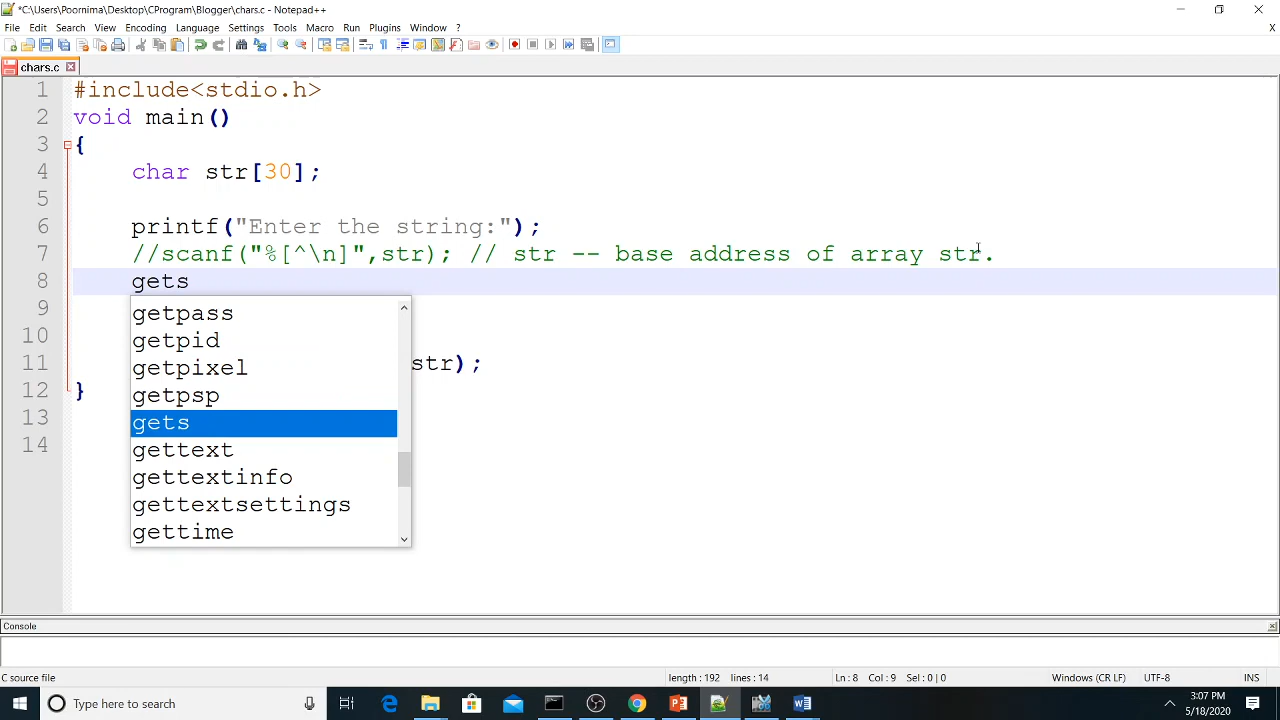 *C:\Users\Poornima\Desktop\CProgram\Blogger\chars.c - Notepad++
File Edit Search View Encoding Language Settings Tools Macro Run Plugins Window ?
X
chars.c
1 #include<stdio.h>
2 void main()
3 {
4 char str[30];
5
6 printf("Enter the string:");
7 //scanf("%[^\n]",str); // str -- base address of array str.
8 gets
9
10
11 str);
12 }
13
14
getpass
getpid
getpixel
getpsp
gets
gettext
gettextinfo
gettextsettings
gettime
Console
C source file length : 192 lines : 14 Ln : 8 Col : 9 Sel : 0 | 0 Windows (CR LF) UTF-8 INS
Type here to search
3:07 PM
5/18/2020